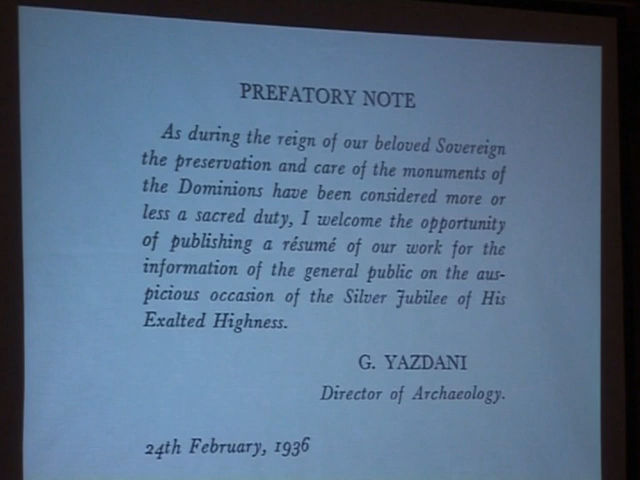 PREFATORY NOTE
As during the reign of our beloved Sovereign
the preservation and care of the monuments of
the Dominions have been considered more or
less a sacred duty, I welcome the opportunity
of publishing a résumé of our work for the
information of the general public on the aus-
picious occasion of the Silver Jubilee of His
Exalted Highness.
G. YAZDANI
Director of Archaeology.
24th February, 1936